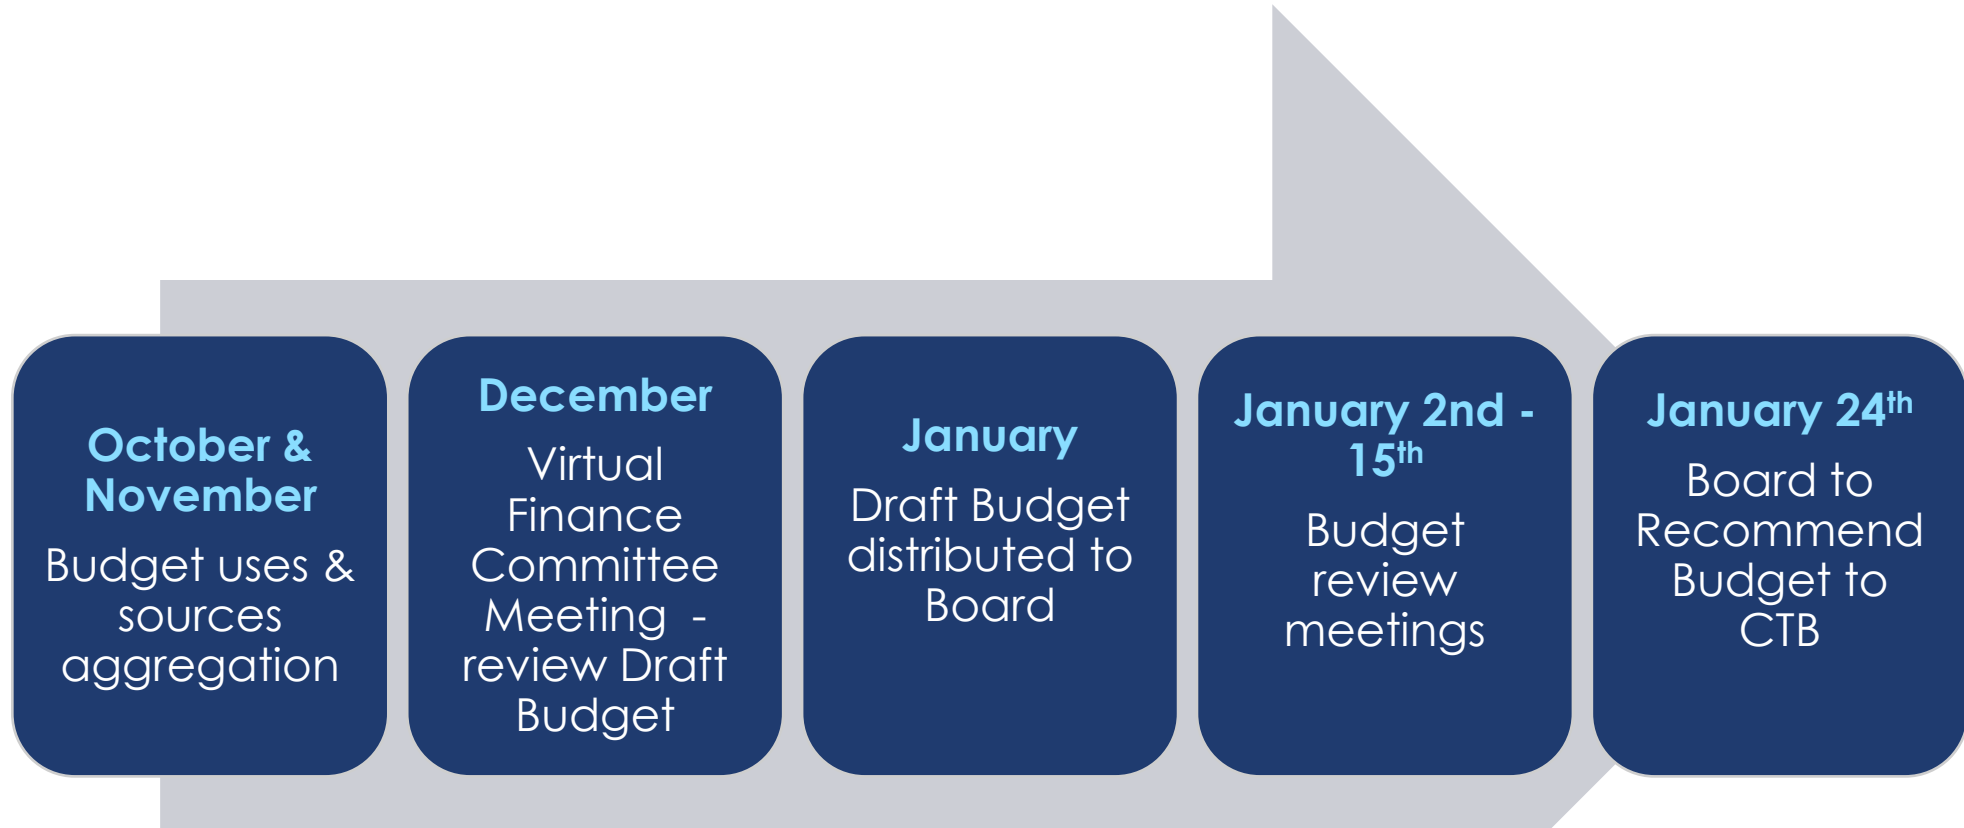 October &
November
Budget uses &
sources
aggregation
December
Virtual
Finance
Committee
Meeting  -
review Draft
Budget
January
Draft Budget
distributed to
Board
January 2nd -
15th
Budget
review
meetings
January 24th
Board to
Recommend
Budget to
CTB